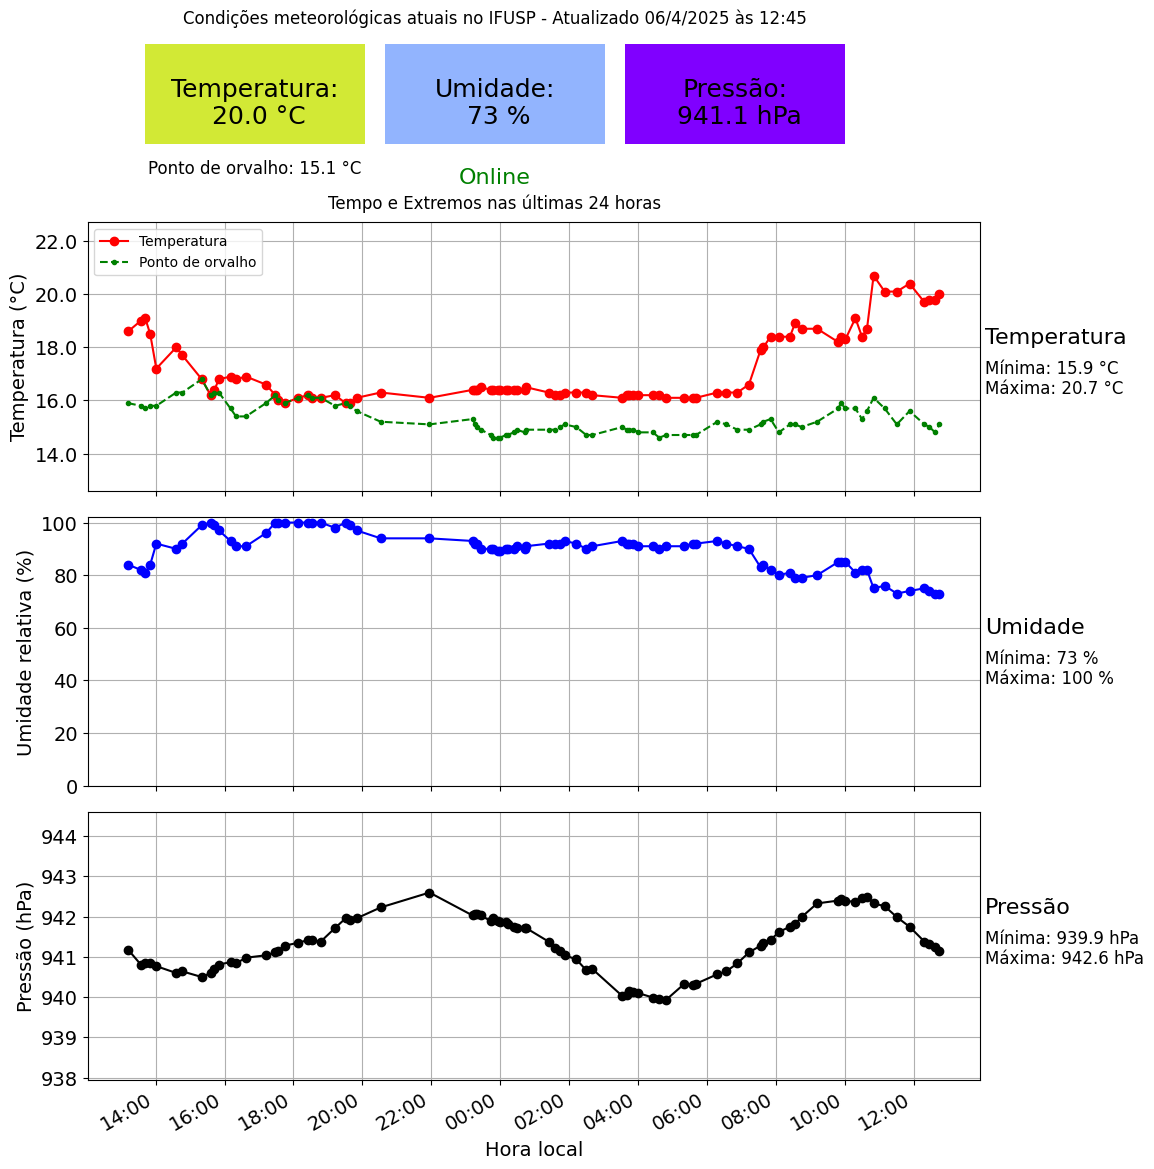 Condições meteorológicas atuais no IFUSP - Atualizado 06/4/2025 às 12:45
Temperatura:
20.0 °C
Umidade:
73 %
Pressão:
941.1 hPa
Ponto de orvalho: 15.1 °C
Online
Tempo e Extremos nas últimas 24 horas
Temperatura (°C)
22.0
20.0
18.0
16.0
14.0
Temperatura
Ponto de orvalho
Temperatura
Mínima: 15.9 °C
Máxima: 20.7 °C
Umidade relativa (%)
100
80
60
40
20
0
Umidade
Mínima: 73 %
Máxima: 100 %
Pressão (hPa)
944
943
942
941
940
939
938
Pressão
Mínima: 939.9 hPa
Máxima: 942.6 hPa
14:00
16:00
18:00
20:00
22:00
00:00
02:00
04:00
06:00
08:00
10:00
12:00
Hora local